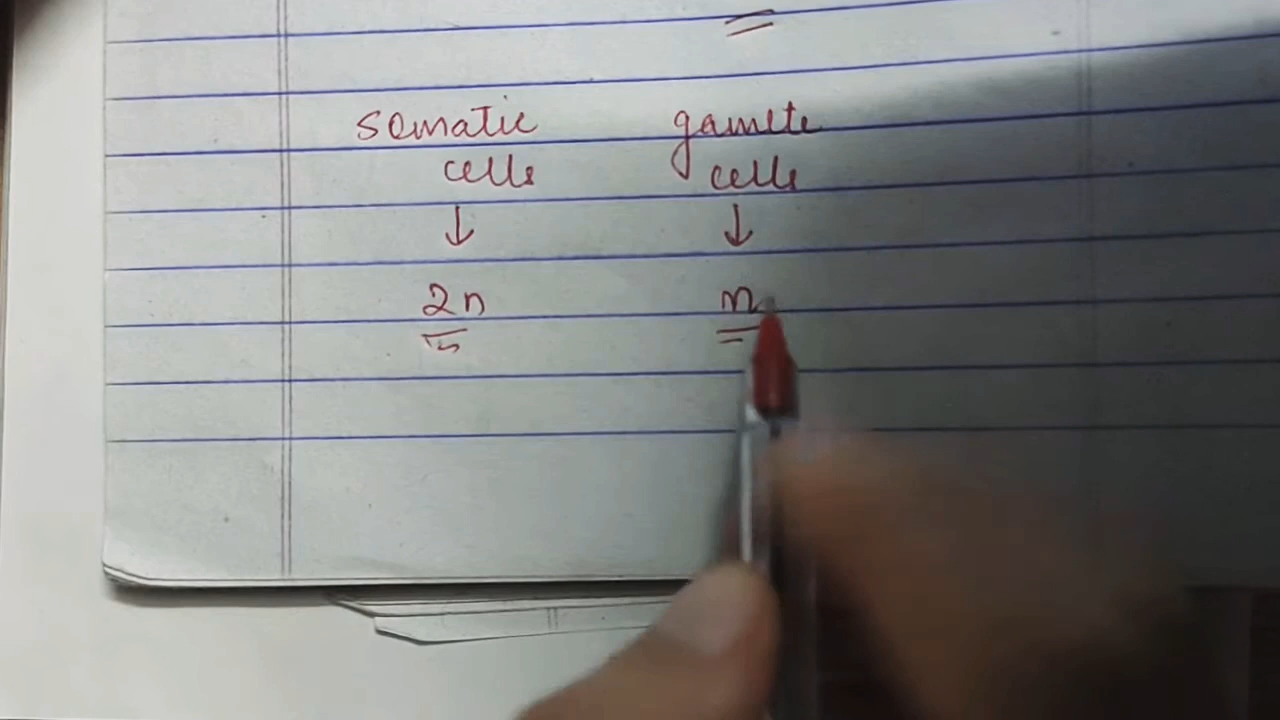 somatic gamete
cells cells
↓ ↓
2n n